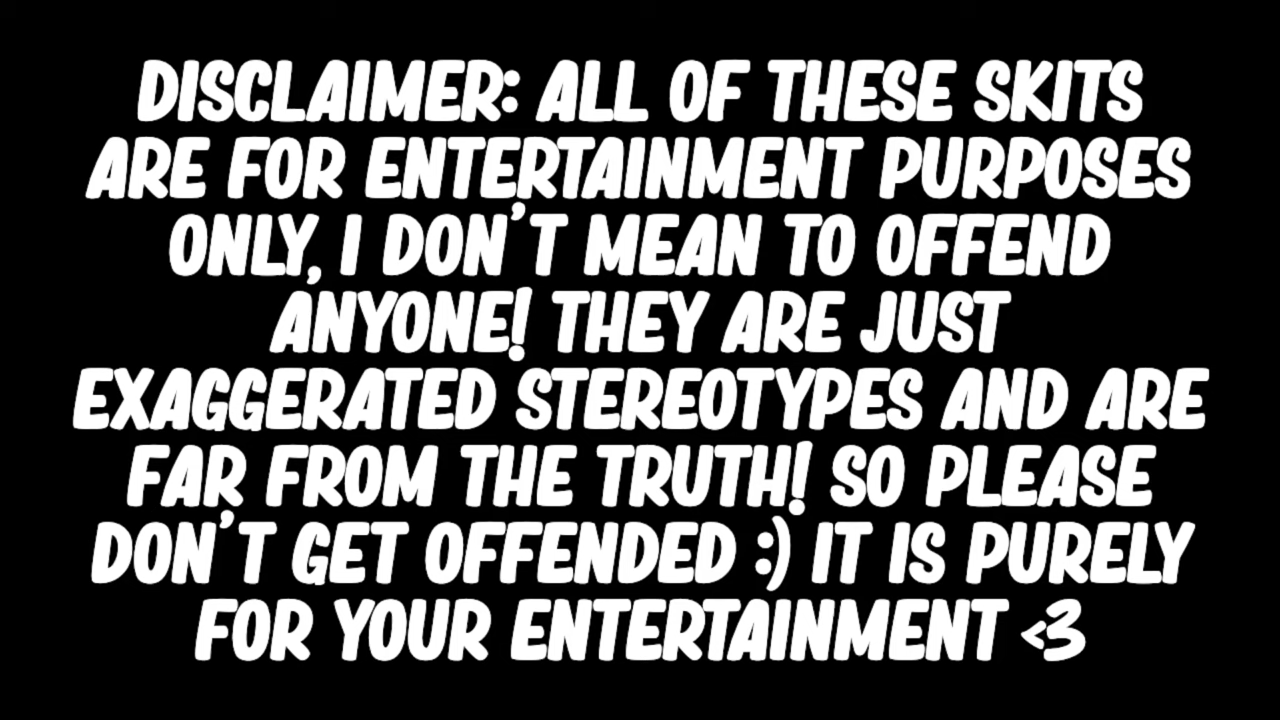 DISCLAIMER: ALL OF THESE SKITS
ARE FOR ENTERTAINMENT PURPOSES
ONLY, I DON'T MEAN TO OFFEND
ANYONE! THEY ARE JUST
EXAGGERATED STEREOTYPES AND ARE
FAR FROM THE TRUTH! SO PLEASE
DON'T GET OFFENDED :) IT IS PURELY
FOR YOUR ENTERTAINMENT <3